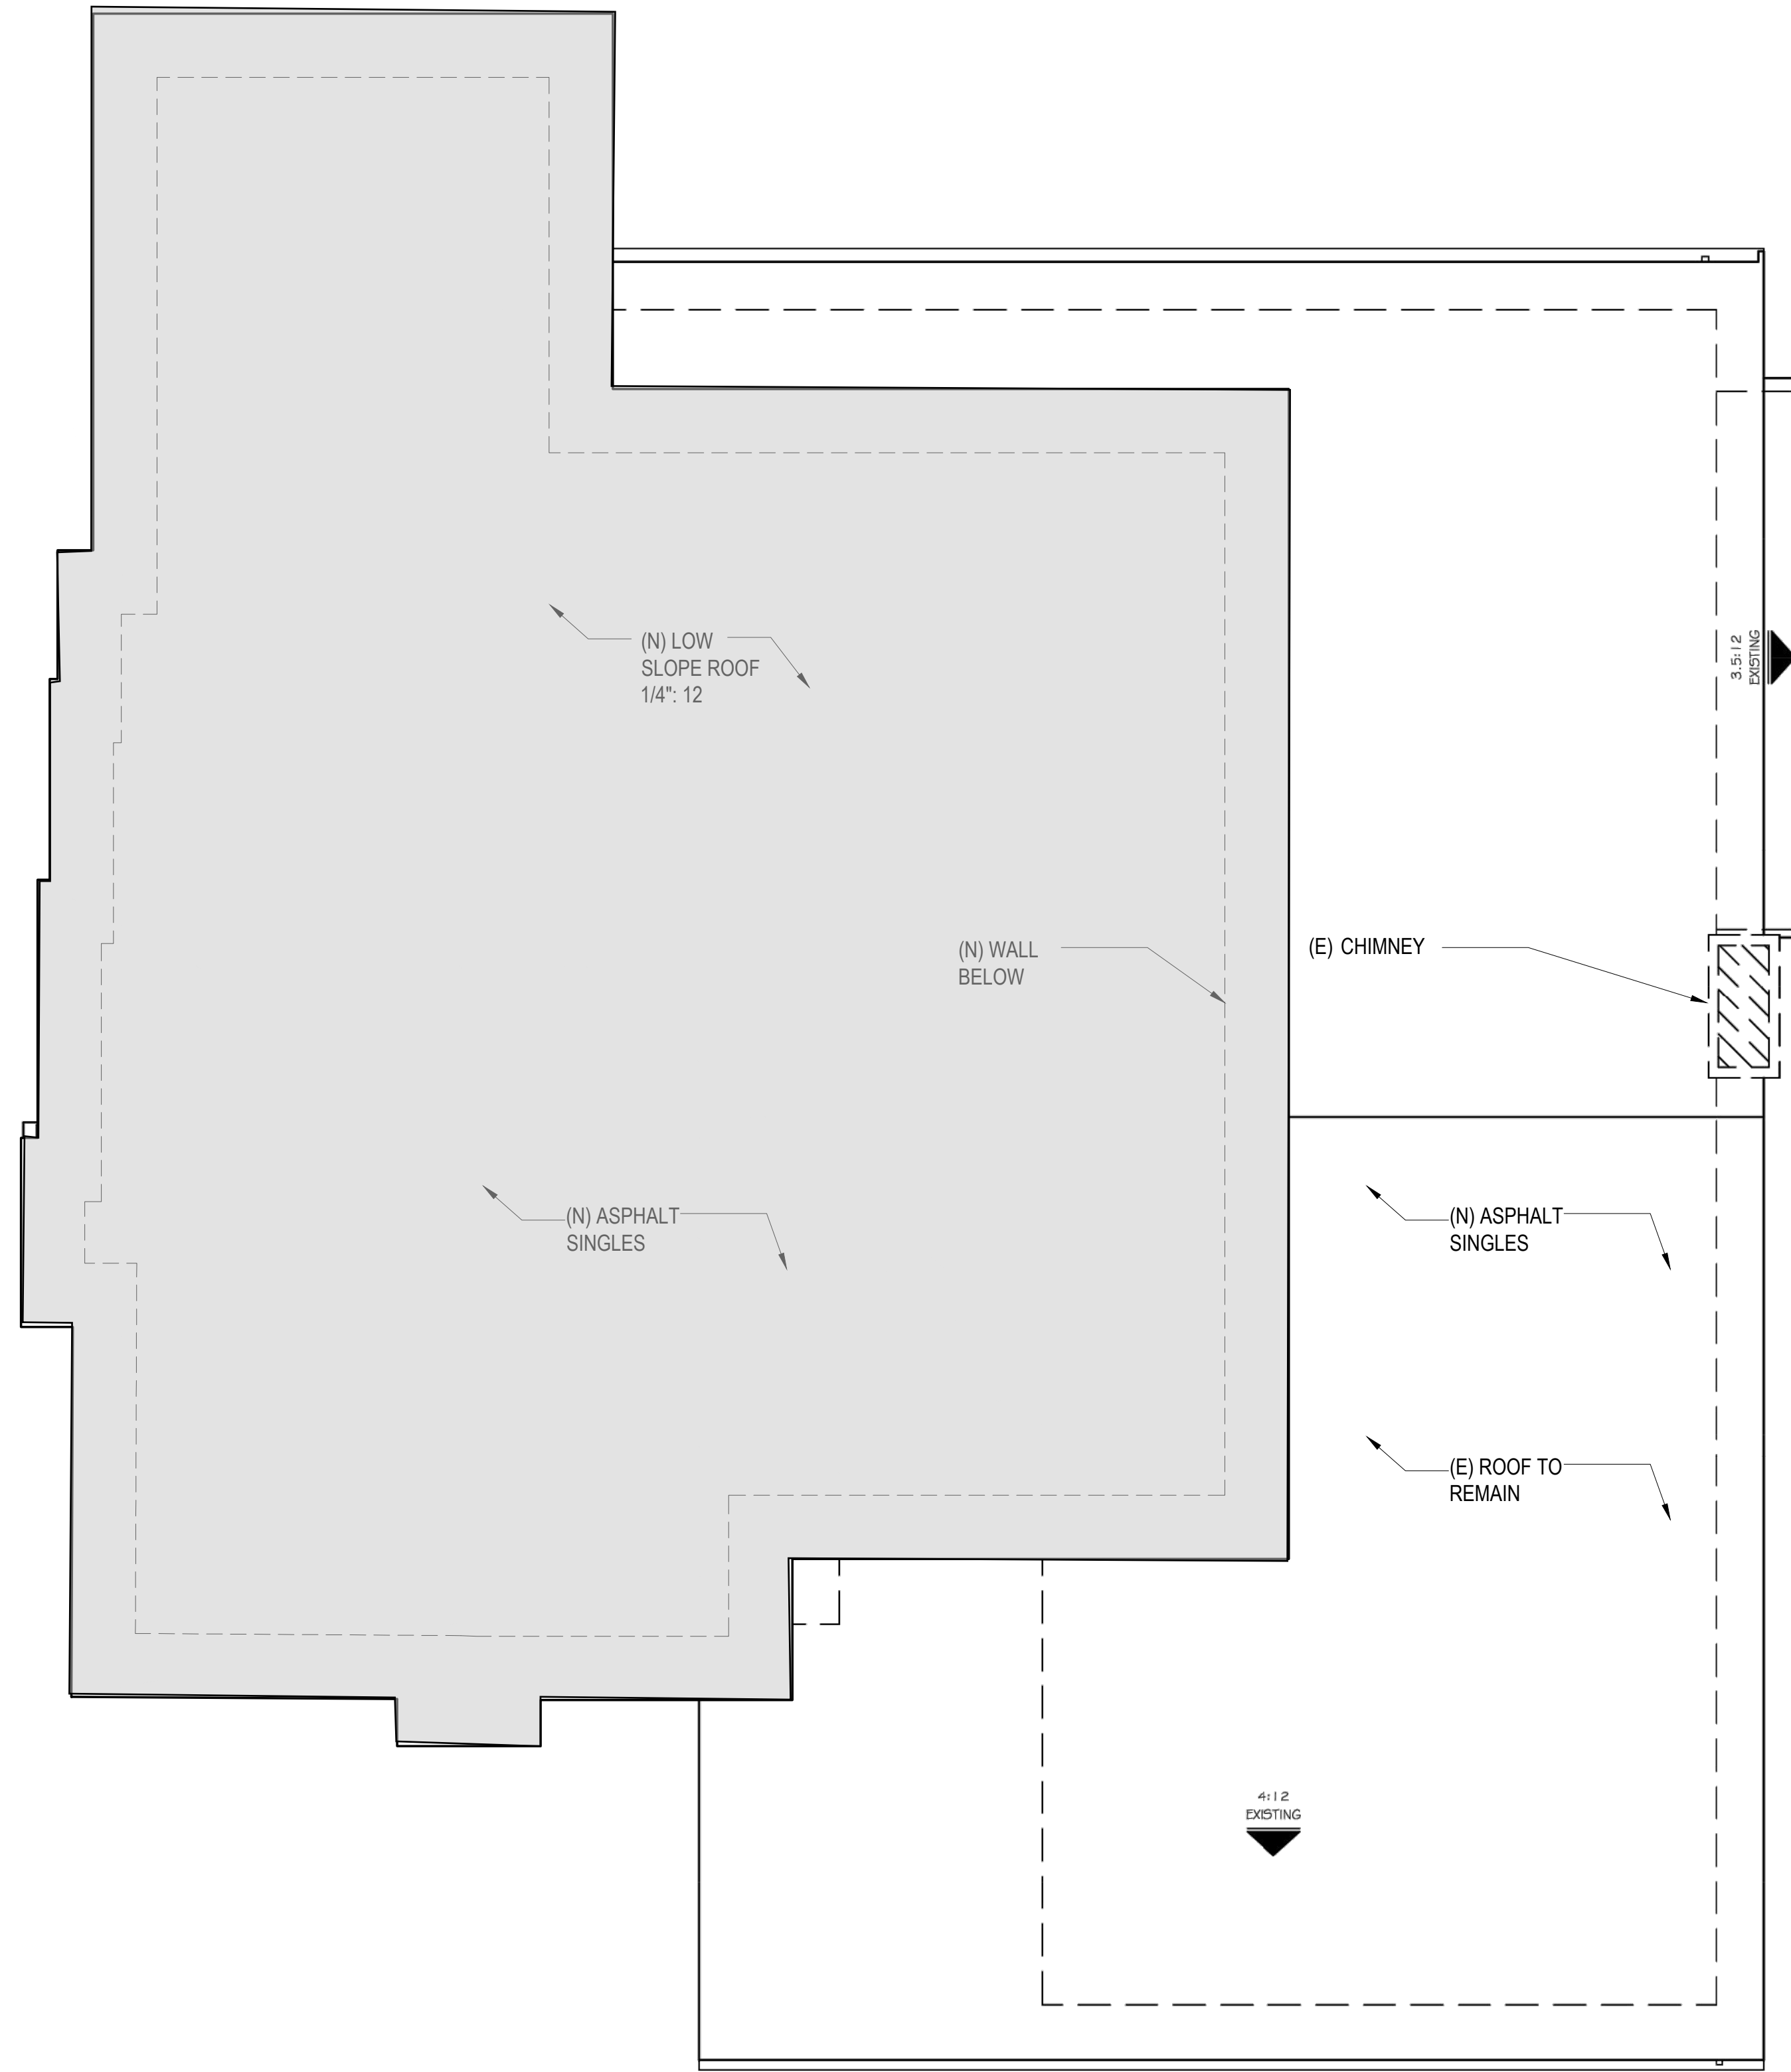 (N) LOW
SLOPE ROOF
1/4": 12
3.5:12
EXISTING
(N) WALL
BELOW
(E) CHIMNEY
(N) ASPHALT
SINGLES
(N) ASPHALT
SINGLES
(E) ROOF TO
REMAIN
4:12
EXISTING